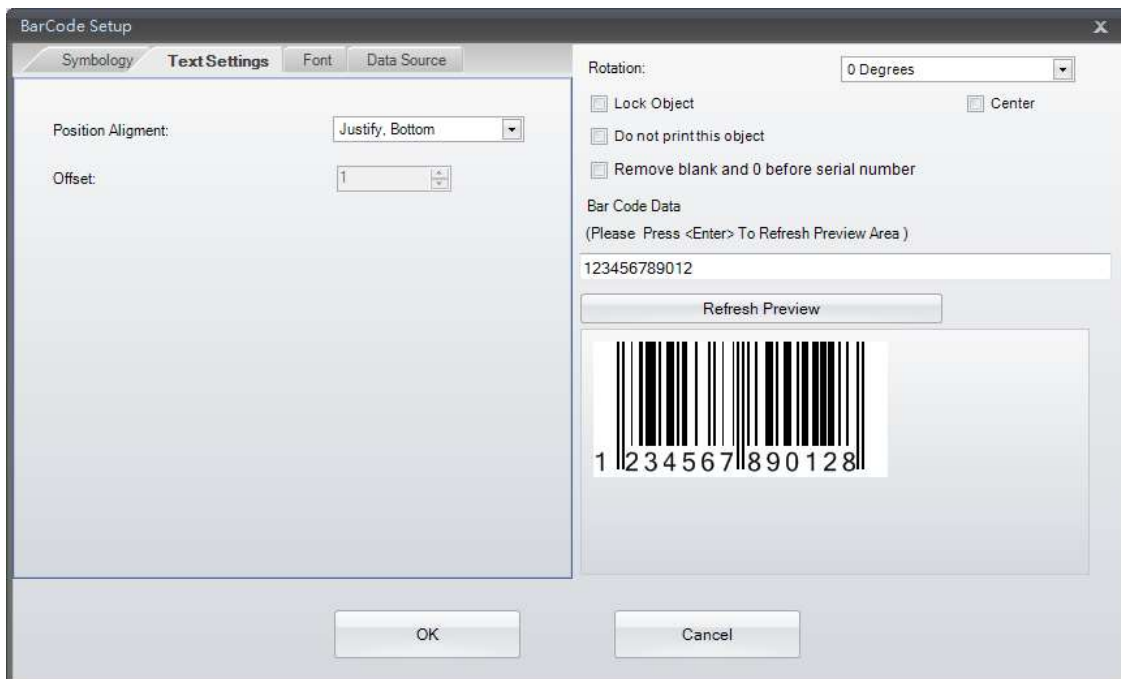 BarCode Setup
X
Symbology Text Settings Font Data Source
Position Aligment: Justify, Bottom
Offset: 1
Rotation: 0 Degrees
Lock Object Center
Do not print this object
Remove blank and 0 before serial number
Bar Code Data
(Please Press <Enter> To Refresh Preview Area )
123456789012
Refresh Preview
1 234567 890128
OK Cancel